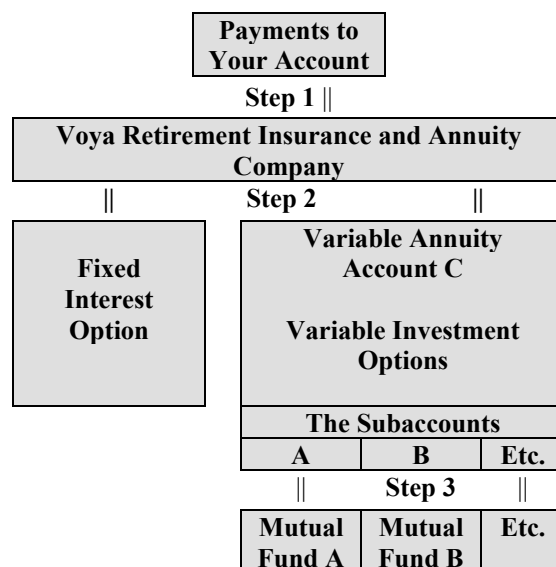 Payments to
Your Account
Step 1 ||
Voya Retirement Insurance and Annuity
Company
|| Step 2 ||
Fixed
Interest
Option
Variable Annuity
Account C
Variable Investment
Options
The Subaccounts
A B Etc.
|| Step 3 ||
Mutual
Fund A
Mutual
Fund B
Etc.